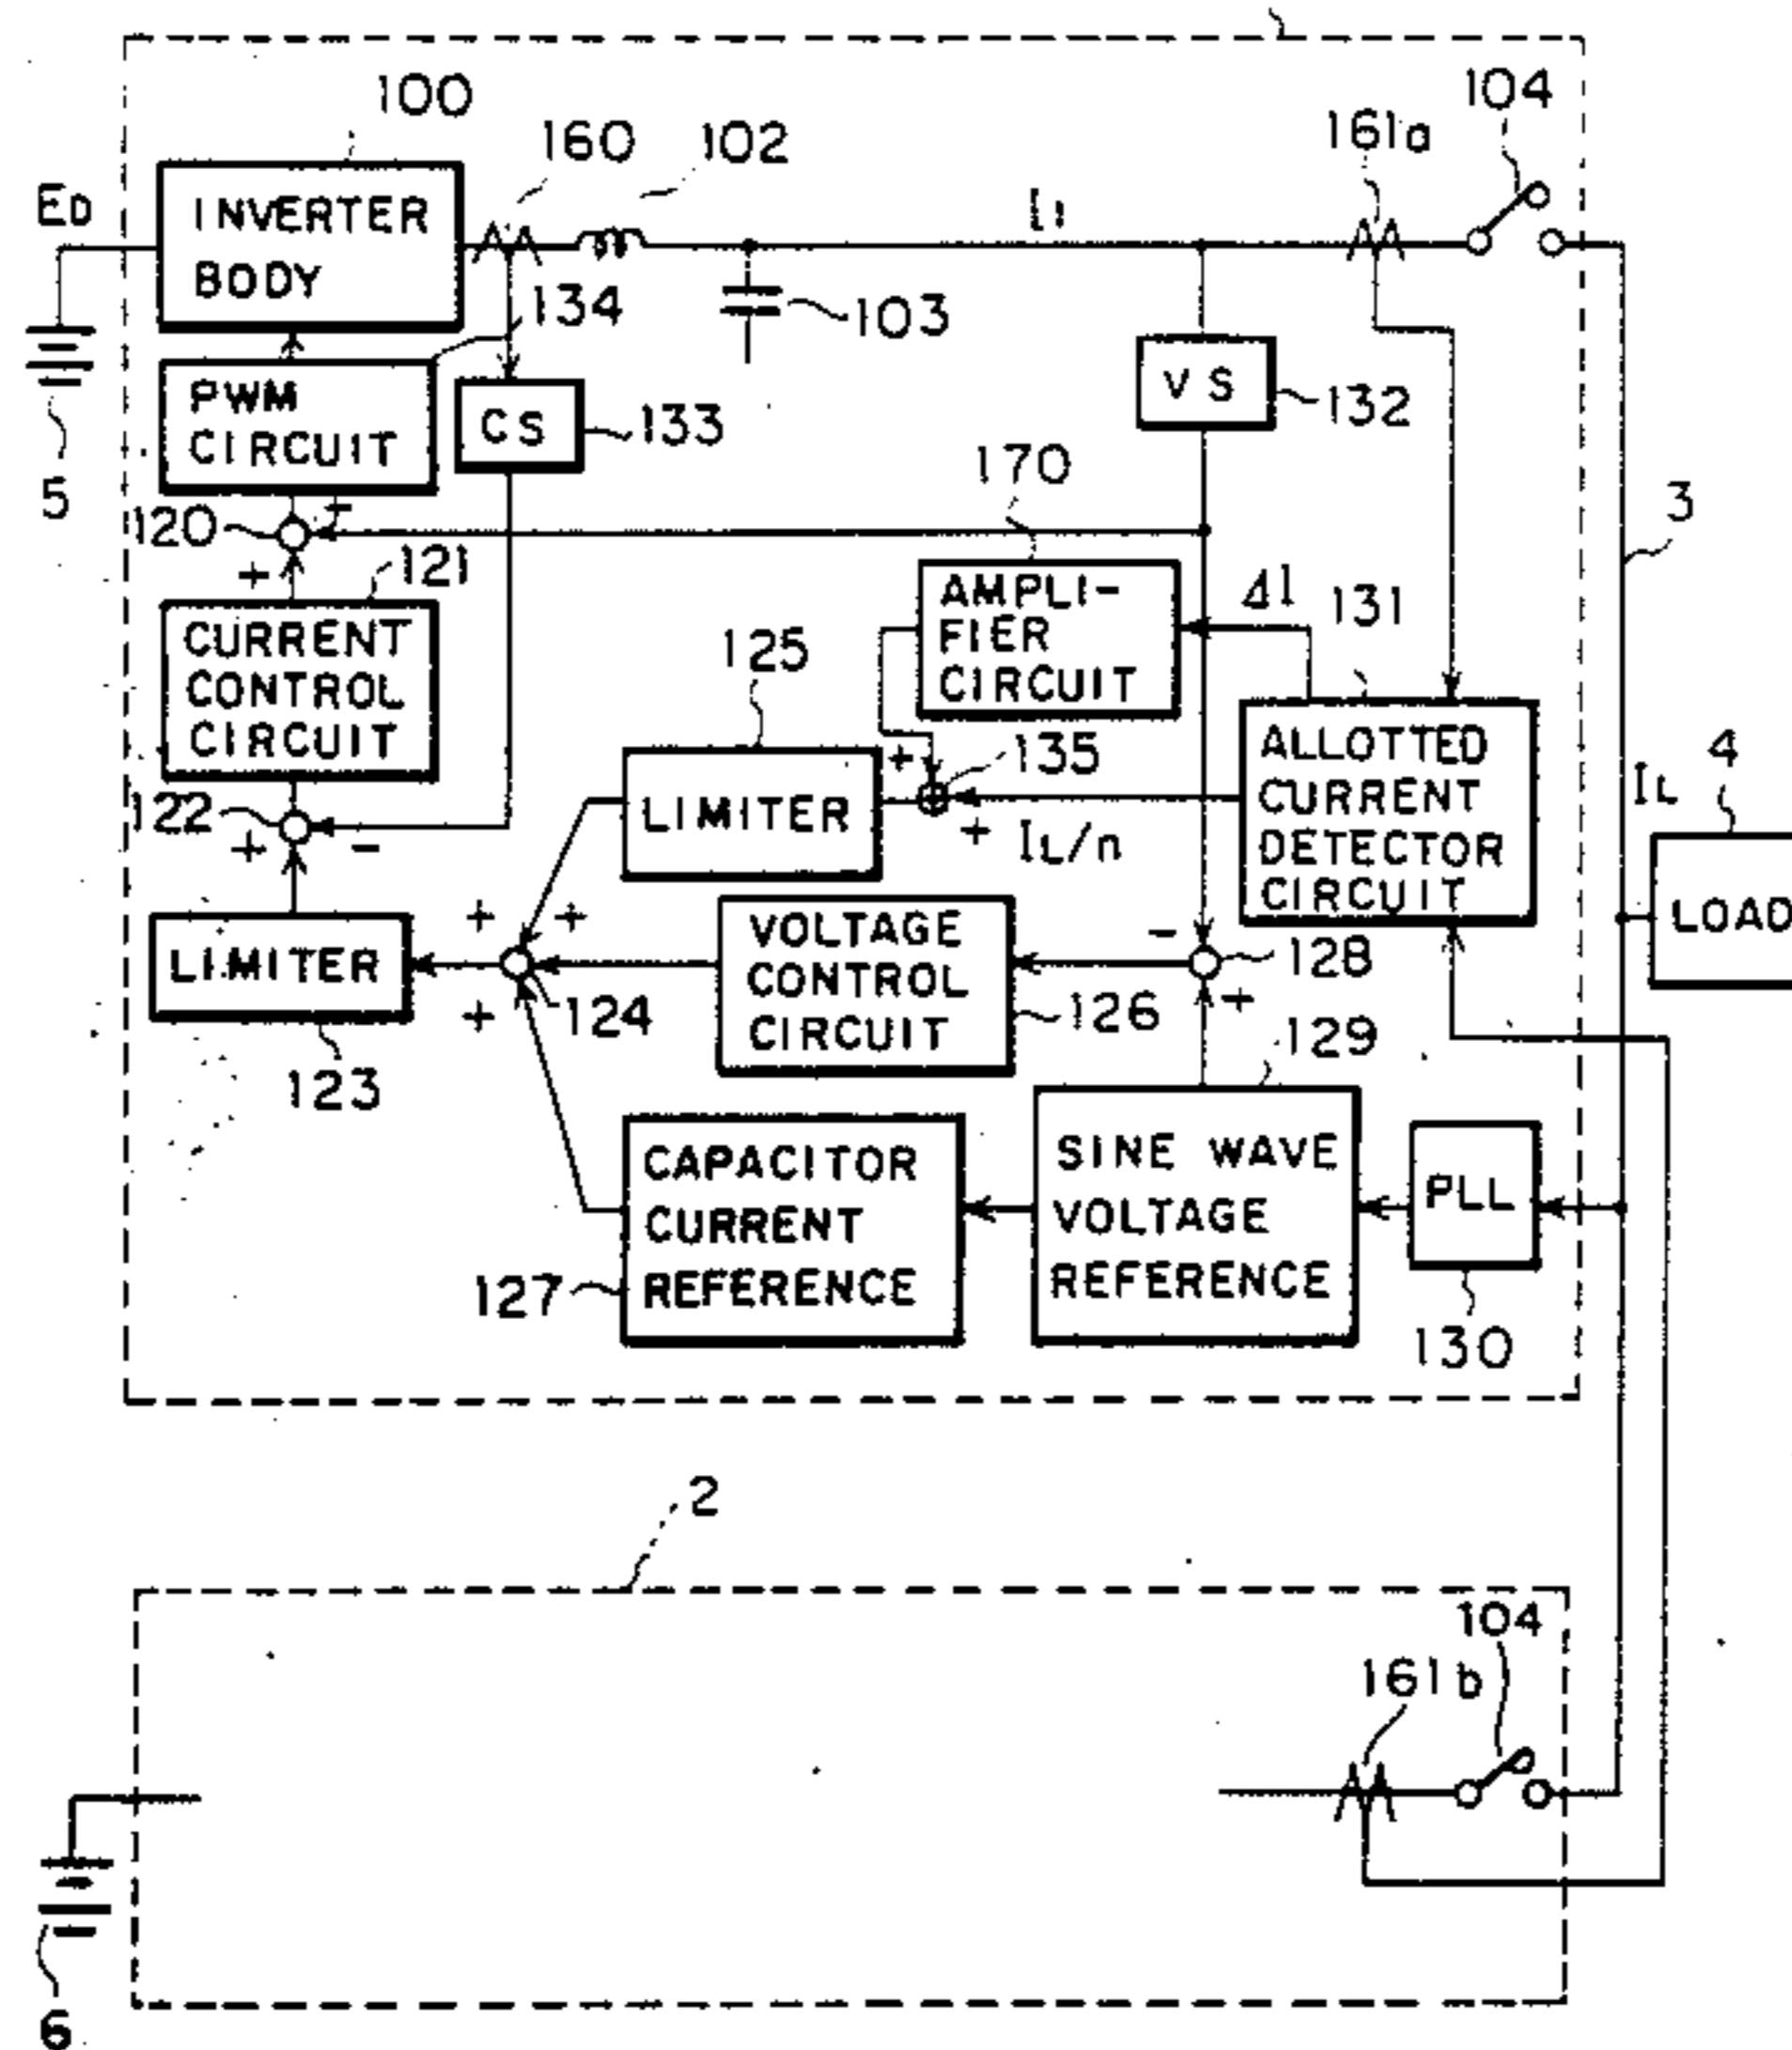 100
104
160
102
161a
ED
INVERTER
BODY
I1
134
103
PWM
CIRCUIT
CS
133
VS
132
5
170
3
120
+
+
121
AMPLI-
FIER
CIRCUIT
ΔI
131
CURRENT
CONTROL
CIRCUIT
125
ALLOTTED
CURRENT
DETECTOR
CIRCUIT
+
135
LIMITER
+
IL/n
IL
4
122
+
-
LOAD
+
+
VOLTAGE
CONTROL
CIRCUIT
-
128
LIMITER
+
124
126
+
129
123
CAPACITOR
CURRENT
REFERENCE
SINE WAVE
VOLTAGE
REFERENCE
PLL
127
130
2
104
161b
6